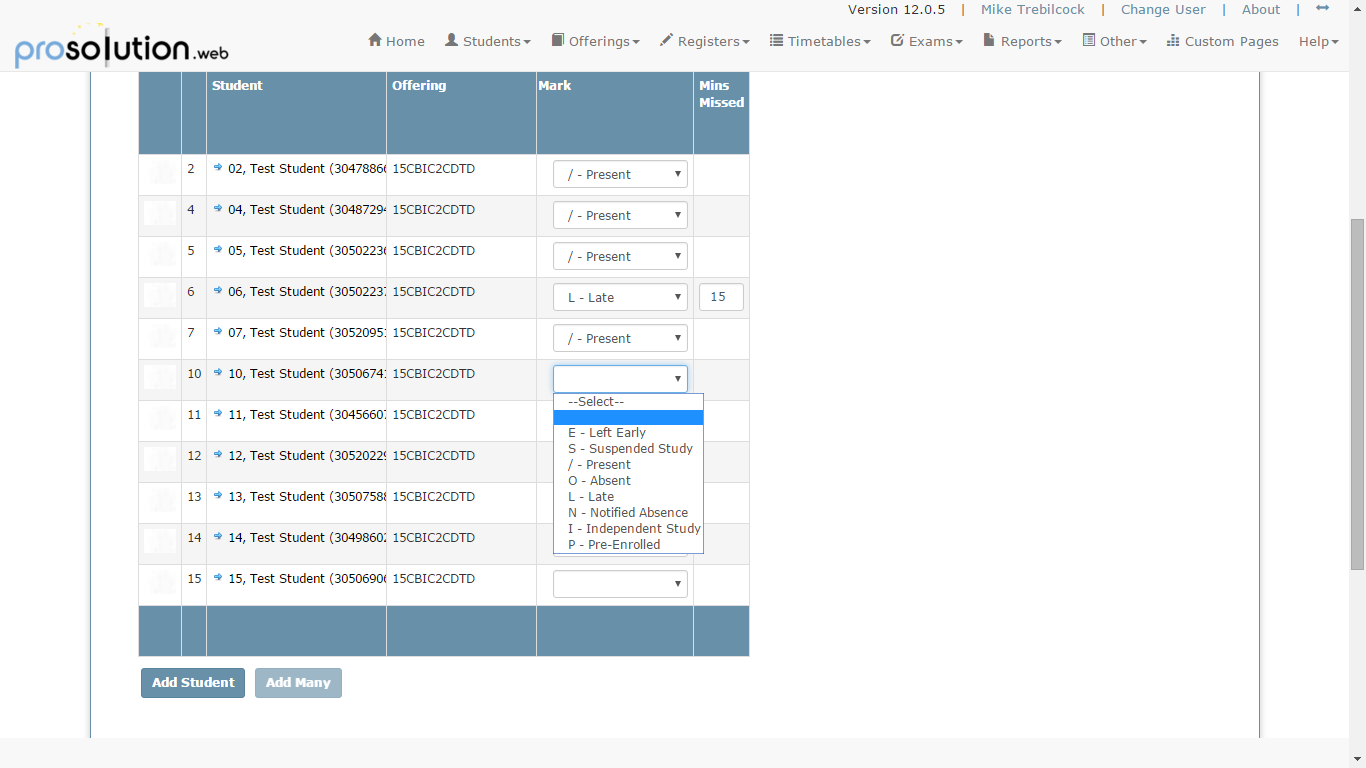 Version 12.0.5 | Mike Trebilcock | Change User | About |
prosolution.web
Home Students Offerings Registers Timetables Exams Reports Other Custom Pages Help
Student Offering Mark Mins
Missed
2 02, Test Student (3047886 15CBIC2CDTD / - Present
4 04, Test Student (3048729 15CBIC2CDTD / - Present
5 05, Test Student (3050223 15CBIC2CDTD / - Present
6 06, Test Student (3050223 15CBIC2CDTD L - Late 15
7 07, Test Student (3052095 15CBIC2CDTD / - Present
10 10, Test Student (3050674 15CBIC2CDTD
--Select--
11 11, Test Student (3045660 15CBIC2CDTD
E - Left Early
S - Suspended Study
12 12, Test Student (3052022 15CBIC2CDTD
/ - Present
O - Absent
13 13, Test Student (3050758 15CBIC2CDTD
L - Late
N - Notified Absence
14 14, Test Student (3049860 15CBIC2CDTD
I - Independent Study
P - Pre-Enrolled
15 15, Test Student (3050690 15CBIC2CDTD
Add Student Add Many